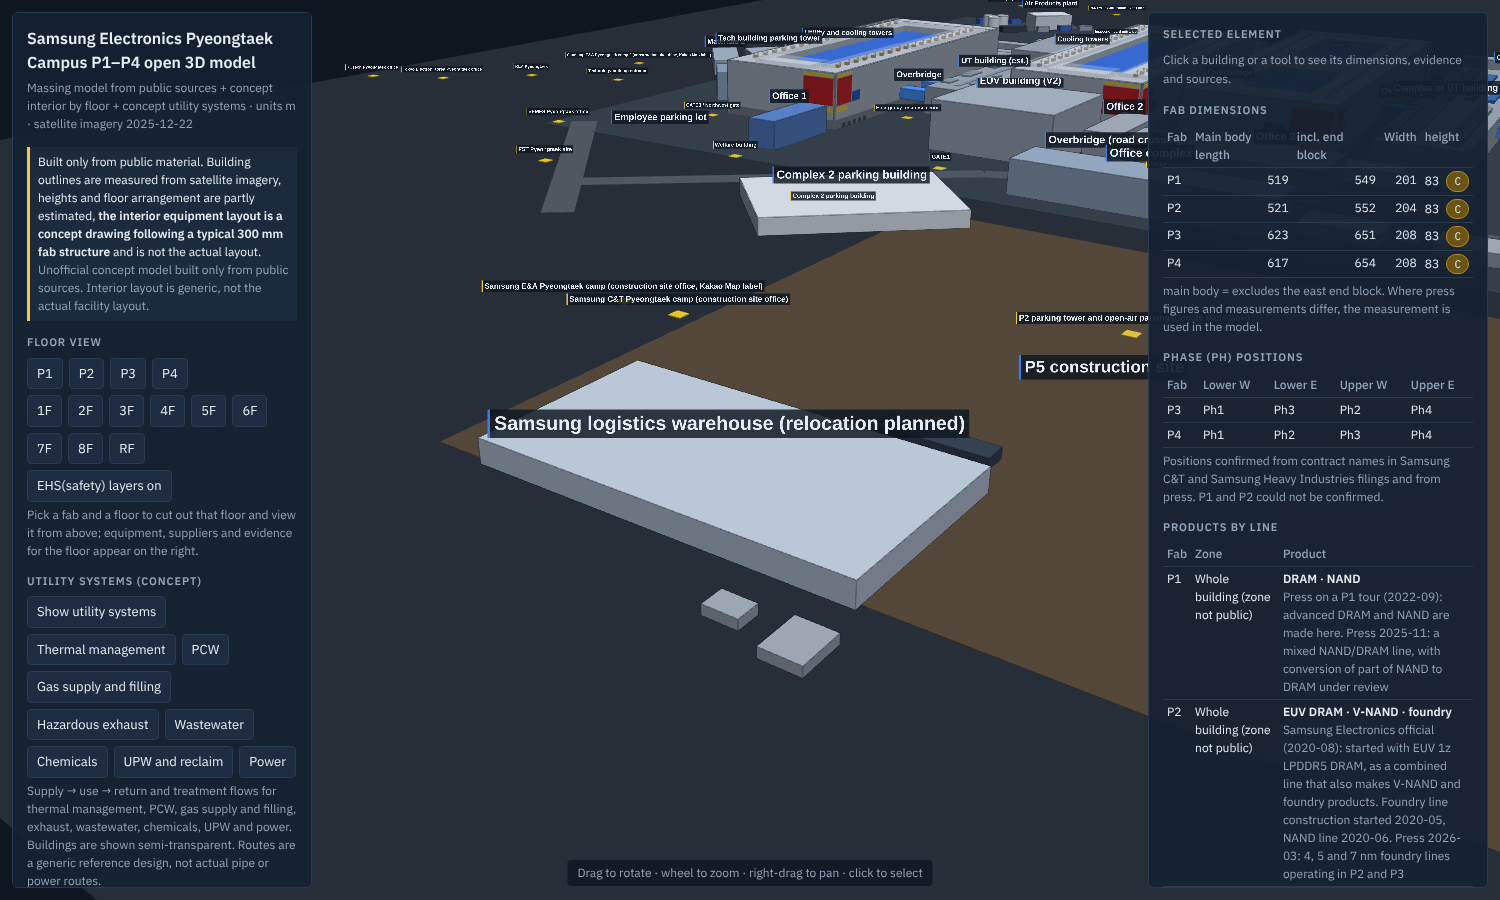 Samsung Electronics Pyeongtaek
Campus P1–P4 open 3D model
Massing model from public sources + concept
interior by floor + concept utility systems · units m
· satellite imagery 2025-12-22
Built only from public material. Building
outlines are measured from satellite imagery,
heights and floor arrangement are partly
estimated, the interior equipment layout is a
concept drawing following a typical 300 mm
fab structure and is not the actual layout.
Unofficial concept model built only from public
sources. Interior layout is generic, not the
actual facility layout.
FLOOR VIEW
P1 P2 P3 P4
1F 2F 3F 4F 5F 6F
7F 8F RF
EHS(safety) layers on
Pick a fab and a floor to cut out that floor and view
it from above; equipment, suppliers and evidence
for the floor appear on the right.
UTILITY SYSTEMS (CONCEPT)
Show utility systems
Thermal management PCW
Gas supply and filling
Hazardous exhaust Wastewater
Chemicals UPW and reclaim Power
Supply → use → return and treatment flows for
thermal management, PCW, gas supply and filling,
exhaust, wastewater, chemicals, UPW and power.
Buildings are shown semi-transparent. Routes are
a generic reference design, not actual pipe or
power routes.
Air Products plant
Tech building parking tower
and cooling towers
Cooling towers
UT building (est.)
Overbridge
EUV building (V2)
Office 1
Office 2
Employee parking lot
Welfare building
GATE1
Overbridge (road
Office
Complex 2 parking building
Complex 2 parking building
Samsung E&A Pyeongtaek camp (construction site office, Kakao Map label)
Samsung C&T Pyeongtaek camp (construction site office)
P2 parking tower and open-air
P5 construction site
Samsung logistics warehouse (relocation planned)
Drag to rotate · wheel to zoom · right-drag to pan · click to select
SELECTED ELEMENT
Click a building or a tool to see its dimensions, evidence
and sources.
FAB DIMENSIONS
Fab Main body length incl. end block Width height
P1 519 549 201 83 C
P2 521 552 204 83 C
P3 623 651 208 83 C
P4 617 654 208 83 C
main body = excludes the east end block. Where press
figures and measurements differ, the measurement is
used in the model.
PHASE (PH) POSITIONS
Fab Lower W Lower E Upper W Upper E
P3 Ph1 Ph3 Ph2 Ph4
P4 Ph1 Ph2 Ph3 Ph4
Positions confirmed from contract names in Samsung
C&T and Samsung Heavy Industries filings and from
press. P1 and P2 could not be confirmed.
PRODUCTS BY LINE
Fab Zone Product
P1 Whole building (zone not public) DRAM · NAND
Press on a P1 tour (2022-09):
advanced DRAM and NAND are
made here. Press 2025-11: a
mixed NAND/DRAM line, with
conversion of part of NAND to
DRAM under review
P2 Whole building (zone not public) EUV DRAM · V-NAND · foundry
Samsung Electronics official
(2020-08): started with EUV 1z
LPDDR5 DRAM, as a combined
line that also makes V-NAND and
foundry products. Foundry line
construction started 2020-05,
NAND line 2020-06. Press 2026-
03: 4, 5 and 7 nm foundry lines
operating in P2 and P3